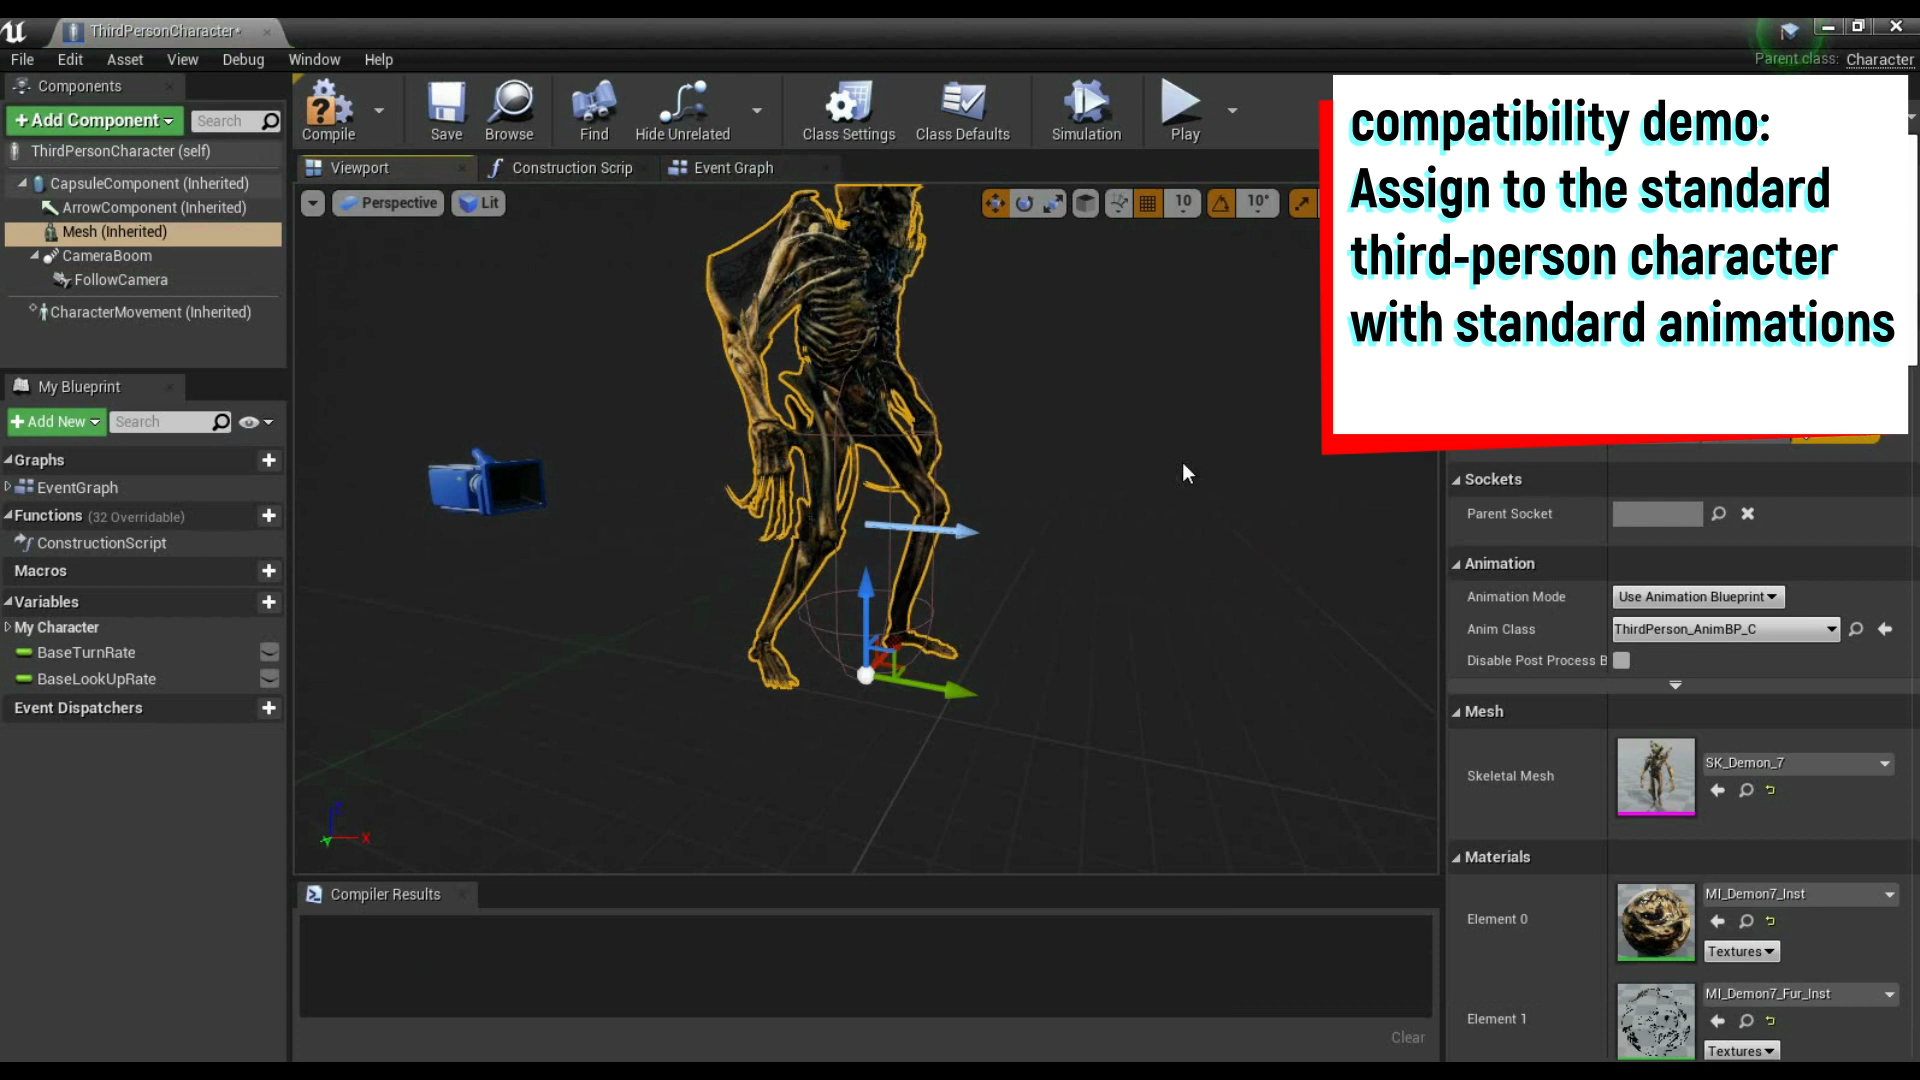 ThirdPersonCharacter*
File Edit Asset View Debug Window Help
Parent class: Character
Components
+Add Component
Search
ThirdPersonCharacter (self)
CapsuleComponent (Inherited)
ArrowComponent (Inherited)
Mesh (Inherited)
CameraBoom
FollowCamera
CharacterMovement (Inherited)
My Blueprint
+Add New
Search
Graphs
EventGraph
Functions (32 Overridable)
ConstructionScript
Macros
Variables
My Character
BaseTurnRate
BaseLookUpRate
Event Dispatchers
Compile Save Browse Find Hide Unrelated Class Settings Class Defaults Simulation Play
Viewport Construction Scrip Event Graph
Perspective Lit 10 10°
X
Compiler Results
Clear
compatibility demo:
Assign to the standard
third-person character
with standard animations
Sockets
Parent Socket
Animation
Animation Mode Use Animation Blueprint
Anim Class ThirdPerson_AnimBP_C
Disable Post Process B
Mesh
Skeletal Mesh SK_Demon_7
Materials
Element 0 MI_Demon7_Inst
Textures
Element 1 MI_Demon7_Fur_Inst
Textures